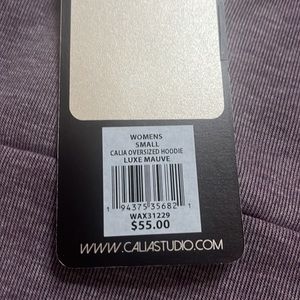 WOMENS
SMALL
CALIA OVERSIZED HOODIE
LUXE MAUVE
1 94375 35682 1
WAX31229
$55.00
WWW.CALIASTUDIO.COM